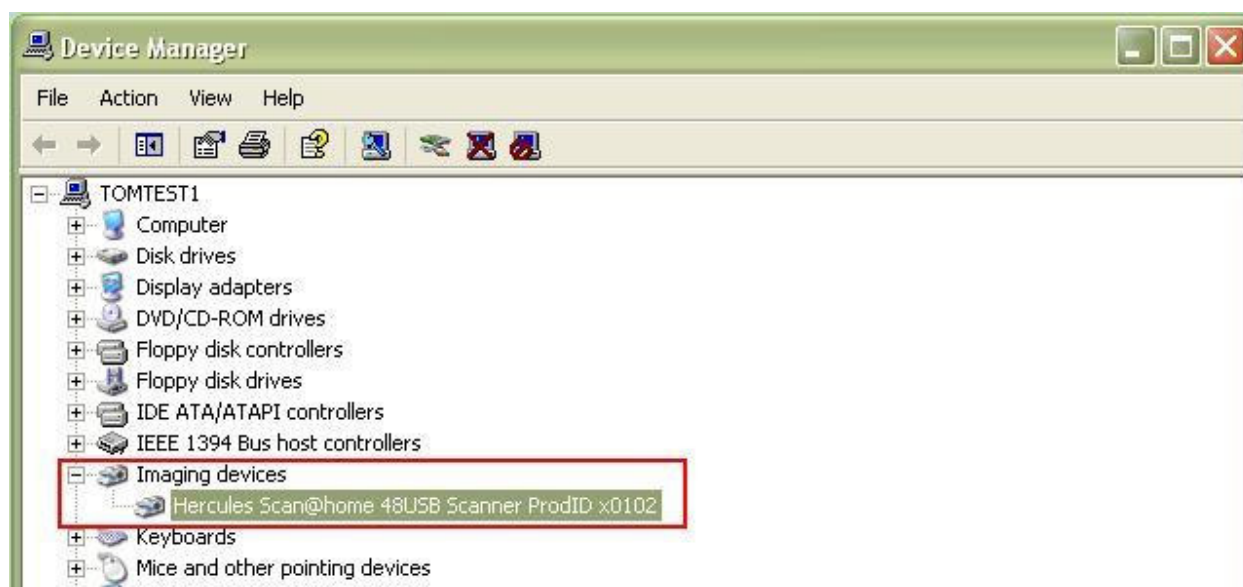 Device Manager
File Action View Help
TOMTEST1
Computer
Disk drives
Display adapters
DVD/CD-ROM drives
Floppy disk controllers
Floppy disk drives
IDE ATA/ATAPI controllers
IEEE 1394 Bus host controllers
Imaging devices
Hercules Scan@home 48USB Scanner ProdID x0102
Keyboards
Mice and other pointing devices